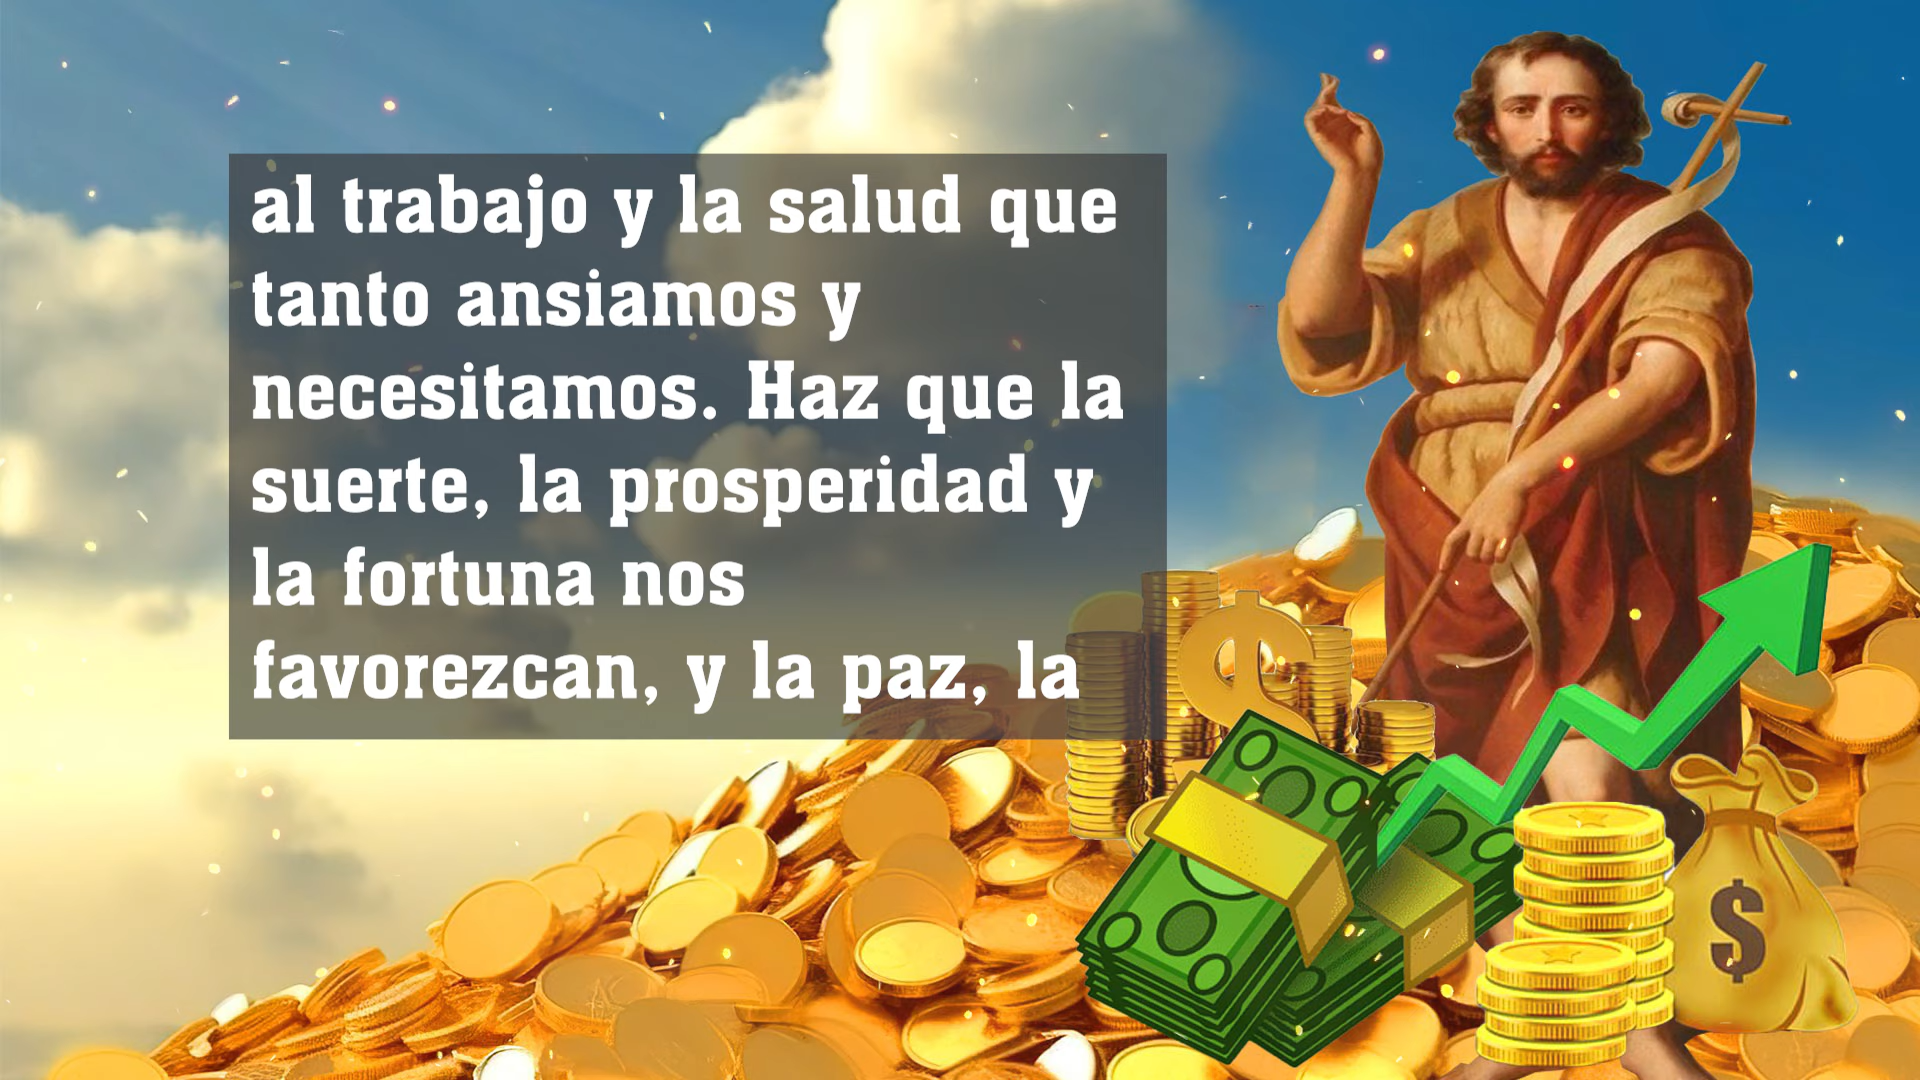 al trabajo y la salud que
tanto ansiamos y
necesitamos. Haz que la
suerte, la prosperidad y
la fortuna nos
favorezcan, y la paz, la
$
$